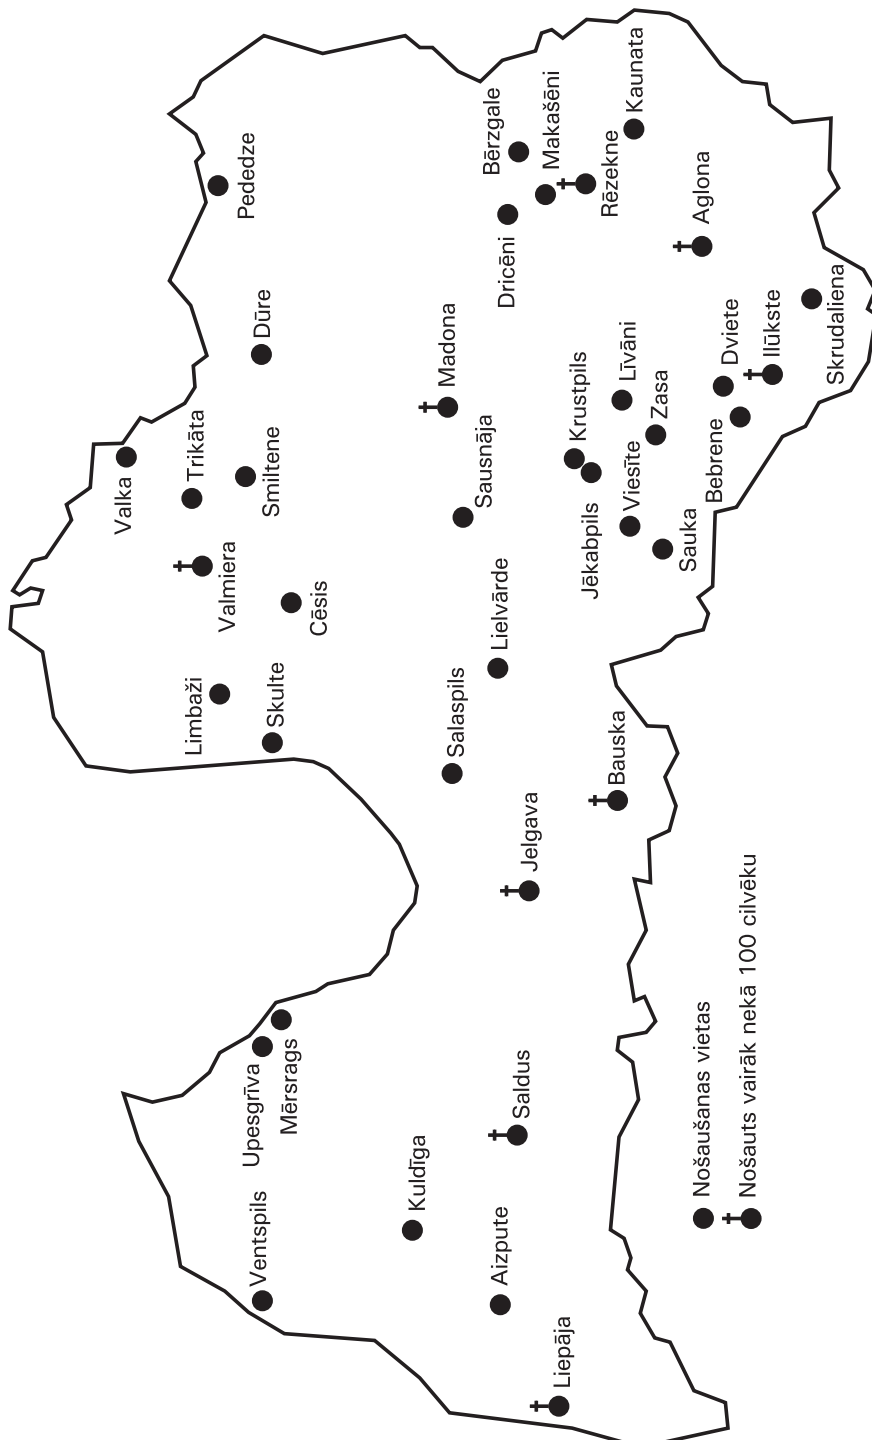 Pededze
Dūre
Valka
Trikāta
Smiltene
Valmiera
Cēsis
Limbaži
Skulte
Bērzgale
Makašēni
Dricēni
Rēzekne
Kaunata
Aglona
Madona
Sausnāja
Krustpils
Jēkabpils
Līvāni
Viesīte
Zasa
Sauka
Dviete
Bebrene
Ilūkste
Skrudaliena
Lielvārde
Salaspils
Bauska
Jelgava
Upesgrīva
Mērsrags
Ventspils
Kuldīga
Saldus
Aizpute
Liepāja
Nošaušanas vietas
Nošauts vairāk nekā 100 cilvēku